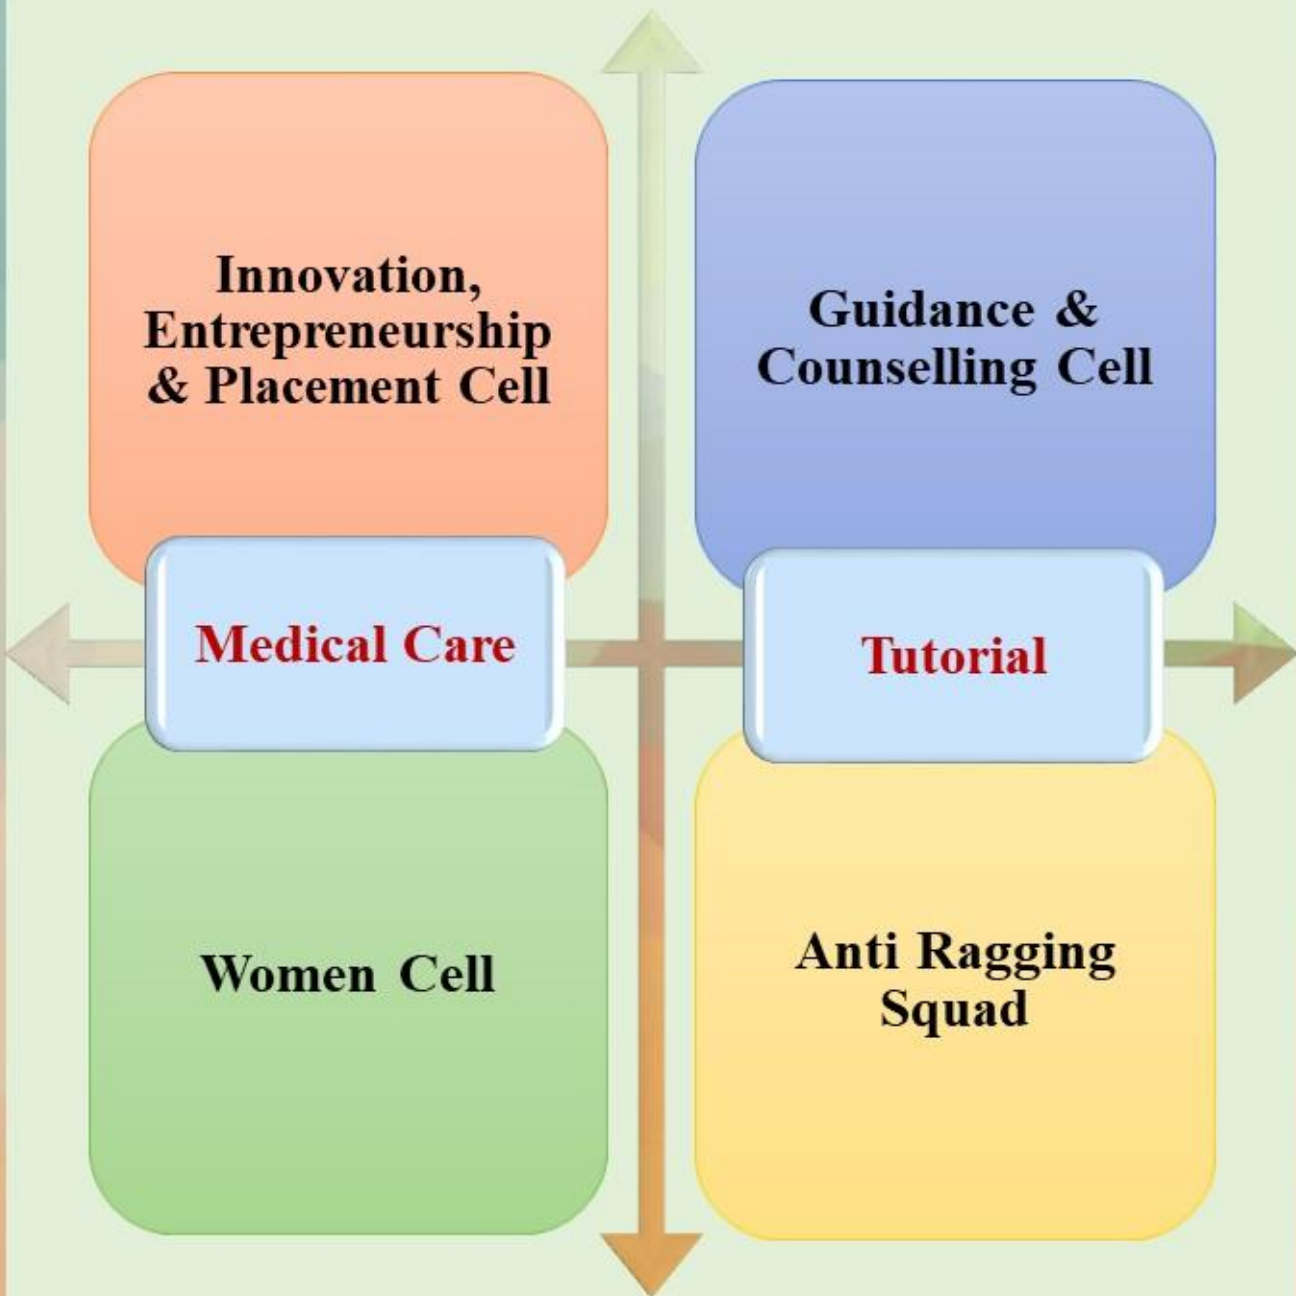 Innovation,
Entrepreneurship
& Placement Cell
Guidance &
Counselling Cell
Medical Care
Tutorial
Women Cell
Anti Ragging
Squad